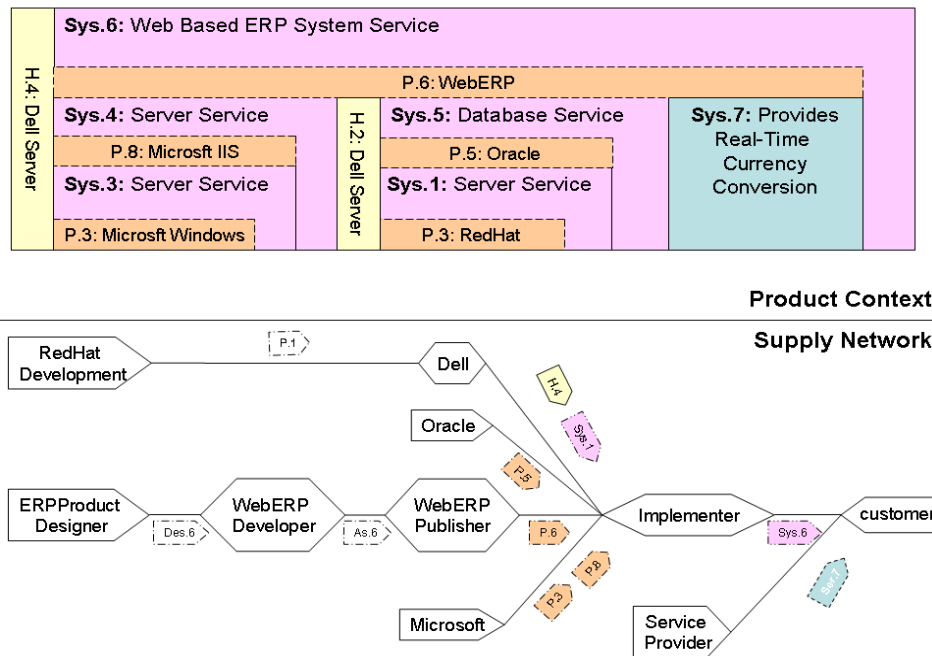 Sys.6: Web Based ERP System Service
H.4: Dell Server
P.6: WebERP
Sys.4: Server Service
P.8: Microsft IIS
Sys.3: Server Service
P.3: Microsft Windows
H.2: Dell Server
Sys.5: Database Service
P.5: Oracle
Sys.1: Server Service
P.3: RedHat
Sys.7: Provides
Real-Time
Currency
Conversion
Product Context
Supply Network
RedHat
Development
P.1
Dell
H.4
Sys.1
Oracle
P.5
ERPProduct
Designer
Des.6
WebERP
Developer
As.6
WebERP
Publisher
P.6
Implementer
Sys.6
customer
P.3
P.8
Microsoft
Ser.7
Service
Provider